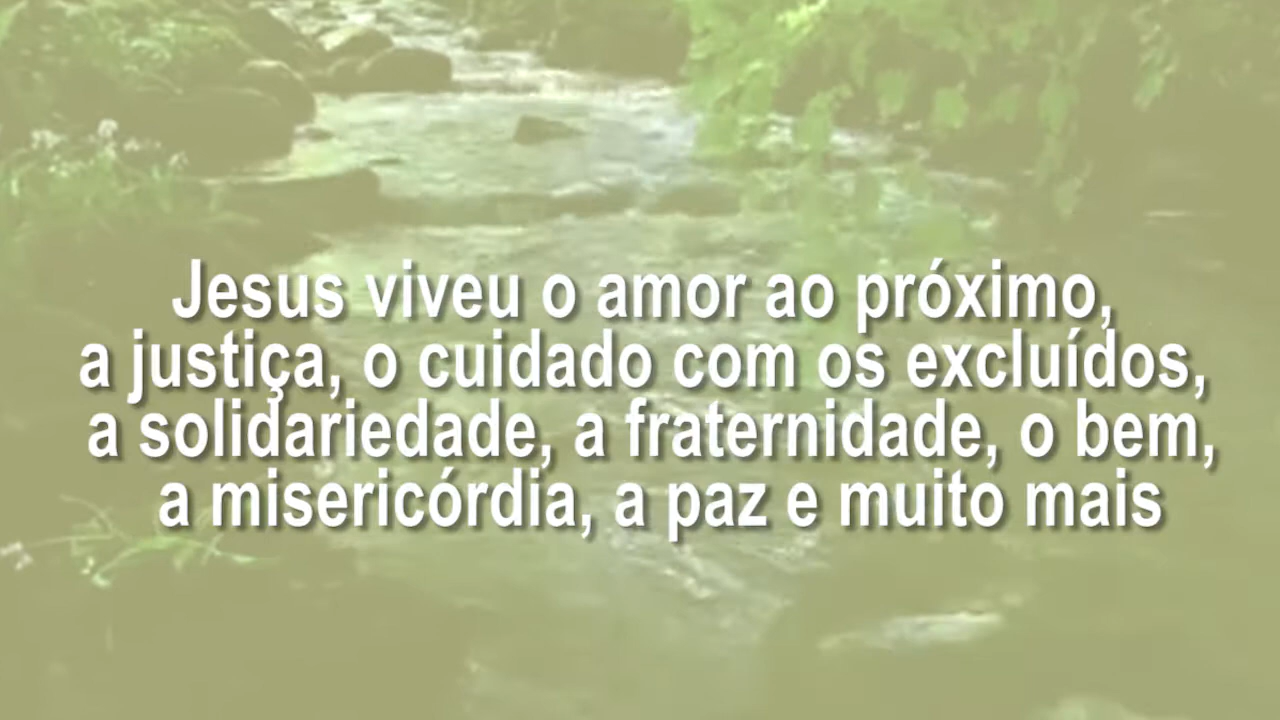 Jesus viveu o amor ao próximo,
a justiça, o cuidado com os excluídos,
a solidariedade, a fraternidade, o bem,
a misericórdia, a paz e muito mais